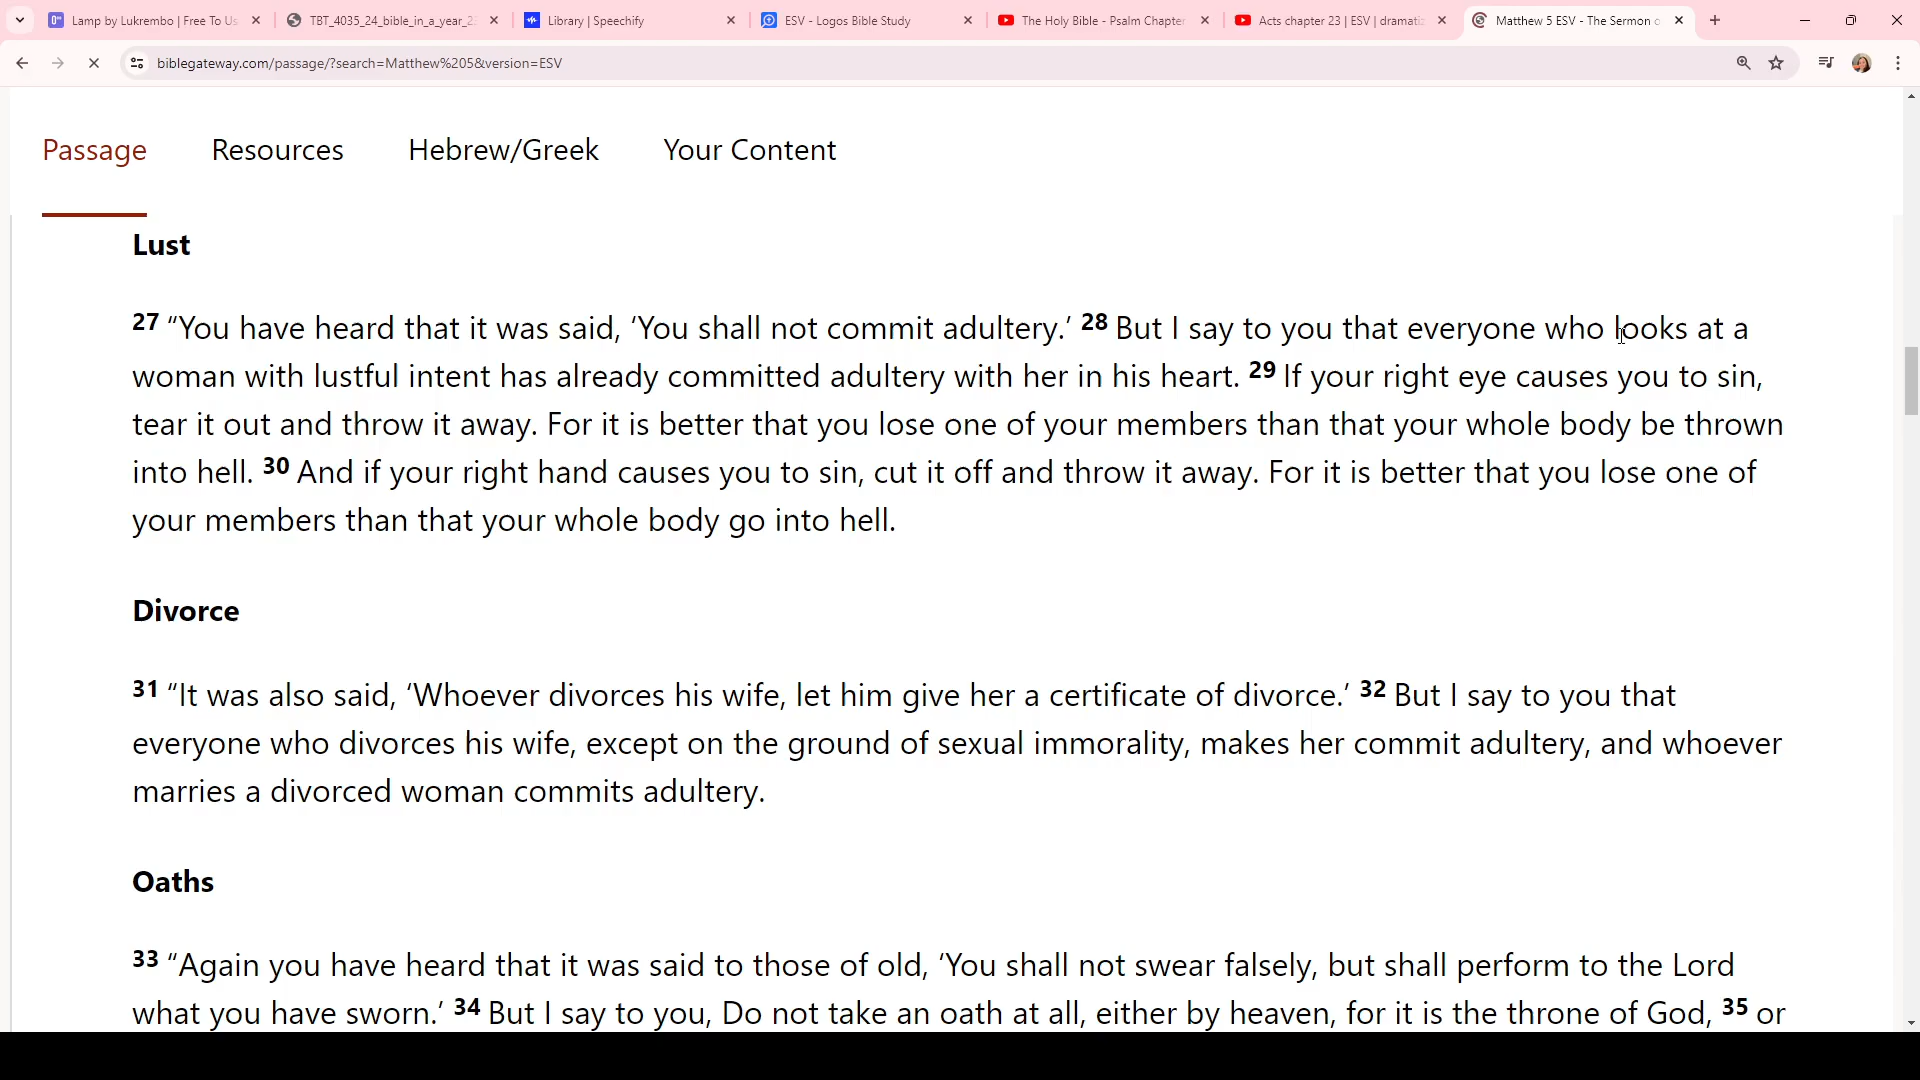 Lamp by Lukrembo | Free To Us
TBT_4035_24_bible_in_a_year_2
Library | Speechify
ESV - Logos Bible Study
The Holy Bible - Psalm Chapter
Acts chapter 23 | ESV | dramati
Matthew 5 ESV - The Sermon o
biblegateway.com/passage/?search=Matthew%205&version=ESV
Passage Resources Hebrew/Greek Your Content
Lust
27 “You have heard that it was said, ‘You shall not commit adultery.’ 28 But I say to you that everyone who looks at a
woman with lustful intent has already committed adultery with her in his heart. 29 If your right eye causes you to sin,
tear it out and throw it away. For it is better that you lose one of your members than that your whole body be thrown
into hell. 30 And if your right hand causes you to sin, cut it off and throw it away. For it is better that you lose one of
your members than that your whole body go into hell.
Divorce
31 “It was also said, ‘Whoever divorces his wife, let him give her a certificate of divorce.’ 32 But I say to you that
everyone who divorces his wife, except on the ground of sexual immorality, makes her commit adultery, and whoever
marries a divorced woman commits adultery.
Oaths
33 “Again you have heard that it was said to those of old, ‘You shall not swear falsely, but shall perform to the Lord
what you have sworn.’ 34 But I say to you, Do not take an oath at all, either by heaven, for it is the throne of God, 35 or